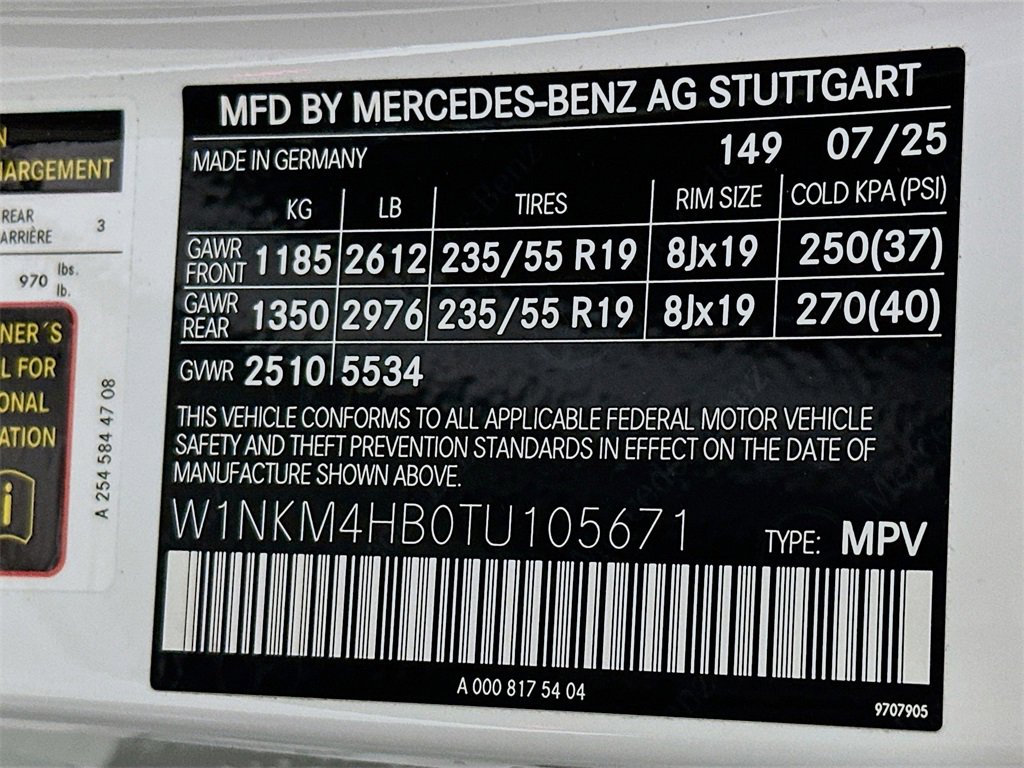 N
HARGEMENT
REAR
ARRIÈRE 3
970 lbs.
lb.
NER´S
L FOR
ONAL
ATION
A 254 584 47 08
MFD BY MERCEDES-BENZ AG STUTTGART
MADE IN GERMANY 149 07/25
KG LB TIRES RIM SIZE COLD KPA (PSI)
GAWR FRONT 1185 2612 235/55 R19 8Jx19 250(37)
GAWR REAR 1350 2976 235/55 R19 8Jx19 270(40)
GVWR 2510 5534
THIS VEHICLE CONFORMS TO ALL APPLICABLE FEDERAL MOTOR VEHICLE
SAFETY AND THEFT PREVENTION STANDARDS IN EFFECT ON THE DATE OF
MANUFACTURE SHOWN ABOVE.
W1NKM4HB0TU105671 TYPE: MPV
A 000 817 54 04
9707905